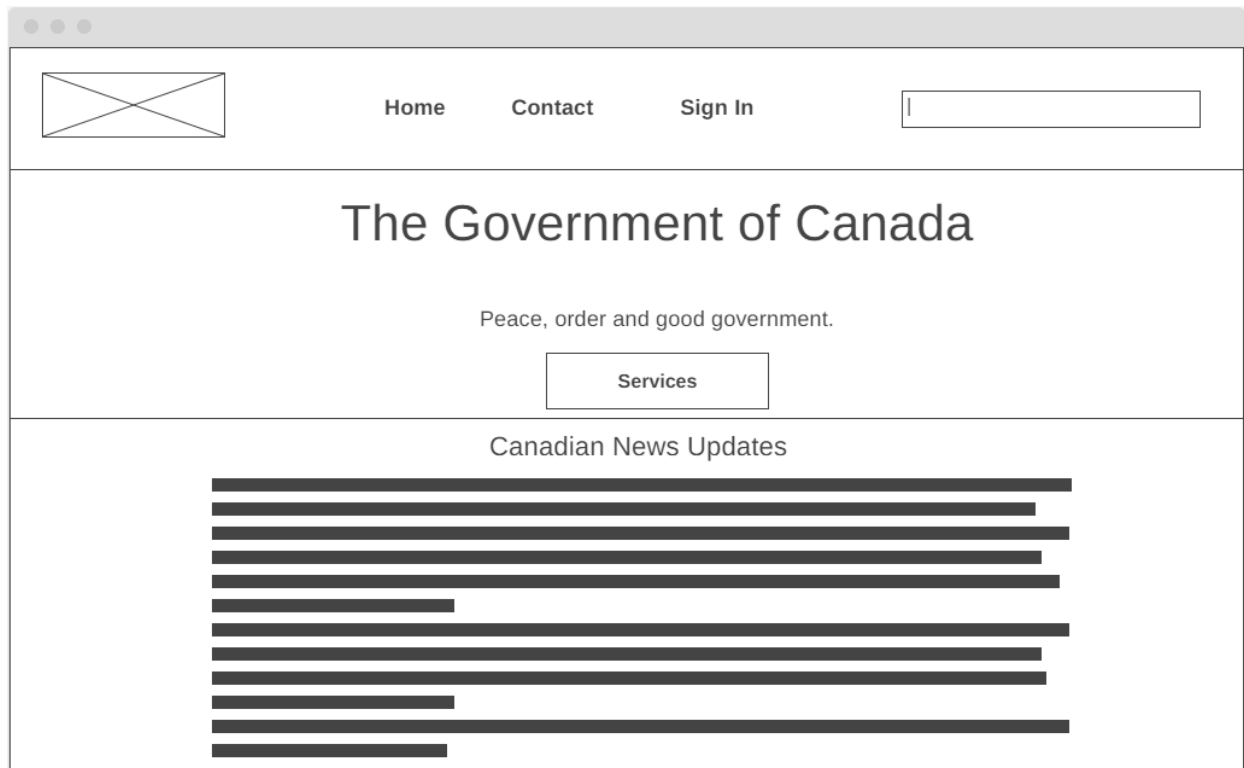 Home Contact Sign In
The Government of Canada
Peace, order and good government.
Services
Canadian News Updates